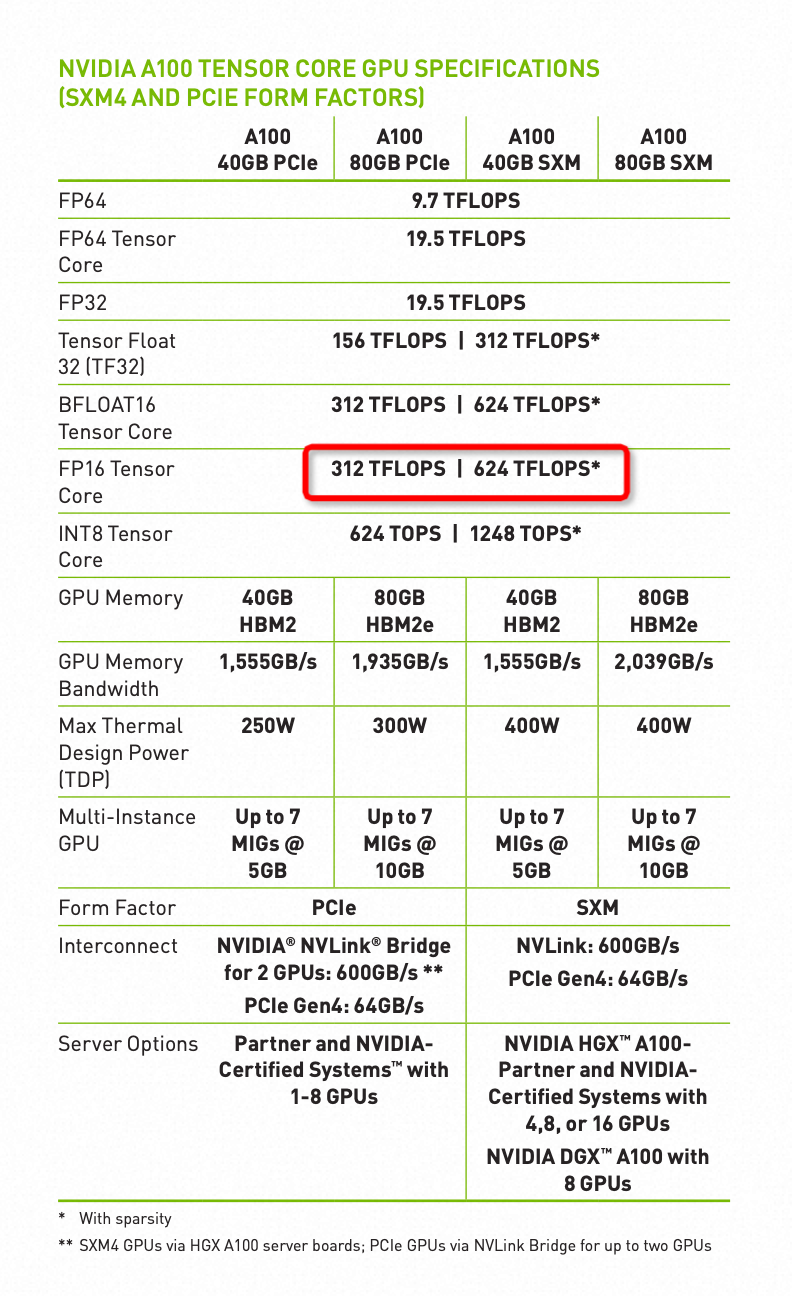 NVIDIA A100 TENSOR CORE GPU SPECIFICATIONS
(SXM4 AND PCIE FORM FACTORS)
A100 A100 A100 A100
40GB PCIe 80GB PCIe 40GB SXM 80GB SXM
FP64 9.7 TFLOPS
FP64 Tensor 19.5 TFLOPS
Core
FP32 19.5 TFLOPS
Tensor Float 156 TFLOPS | 312 TFLOPS*
32 (TF32)
BFLOAT16 312 TFLOPS | 624 TFLOPS*
Tensor Core
FP16 Tensor 312 TFLOPS | 624 TFLOPS*
Core
INT8 Tensor 624 TOPS | 1248 TOPS*
Core
GPU Memory 40GB 80GB 40GB 80GB
HBM2 HBM2e HBM2 HBM2e
GPU Memory 1,555GB/s 1,935GB/s 1,555GB/s 2,039GB/s
Bandwidth
Max Thermal 250W 300W 400W 400W
Design Power
(TDP)
Multi-Instance Up to 7 Up to 7 Up to 7 Up to 7
GPU MIGs @ MIGs @ MIGs @ MIGs @
5GB 10GB 5GB 10GB
Form Factor PCIe SXM
Interconnect NVIDIA® NVLink® Bridge NVLink: 600GB/s
for 2 GPUs: 600GB/s ** PCIe Gen4: 64GB/s
PCIe Gen4: 64GB/s
Server Options Partner and NVIDIA- NVIDIA HGX™ A100-
Certified Systems™ with Partner and NVIDIA-
1-8 GPUs Certified Systems with
4,8, or 16 GPUs
NVIDIA DGX™ A100 with
8 GPUs
* With sparsity
** SXM4 GPUs via HGX A100 server boards; PCIe GPUs via NVLink Bridge for up to two GPUs